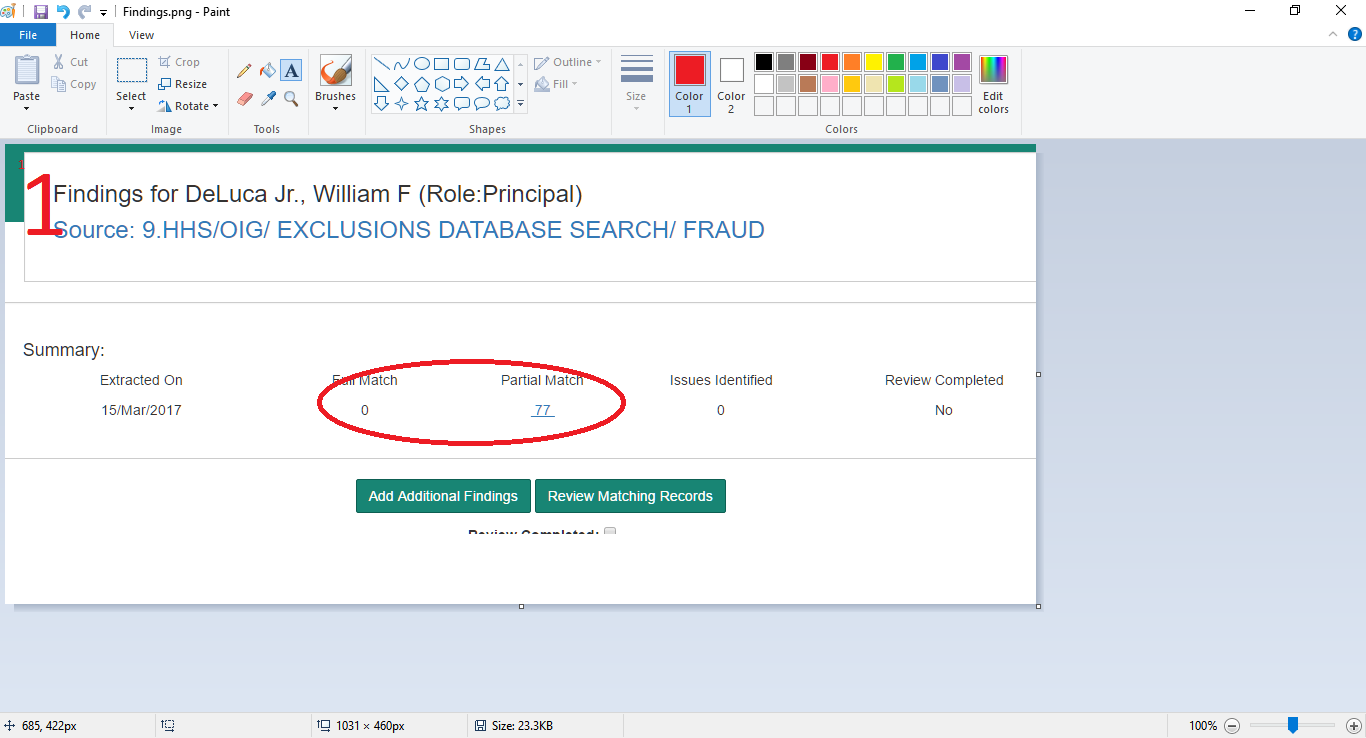 Findings.png - Paint
File Home View
Paste
Cut
Copy
Clipboard
Select
Crop
Resize
Rotate
Image
A
Tools
Brushes
Shapes
Outline
Fill
Size
Color 1
Color 2
Edit colors
Colors
1
1
Findings for DeLuca Jr., William F (Role:Principal)
Source: 9.HHS/OIG/ EXCLUSIONS DATABASE SEARCH/ FRAUD
Summary:
Extracted On Full Match Partial Match Issues Identified Review Completed
15/Mar/2017 0 77 0 No
Add Additional Findings Review Matching Records
Review Completed:
685, 422px 1031 × 460px Size: 23.3KB 100%